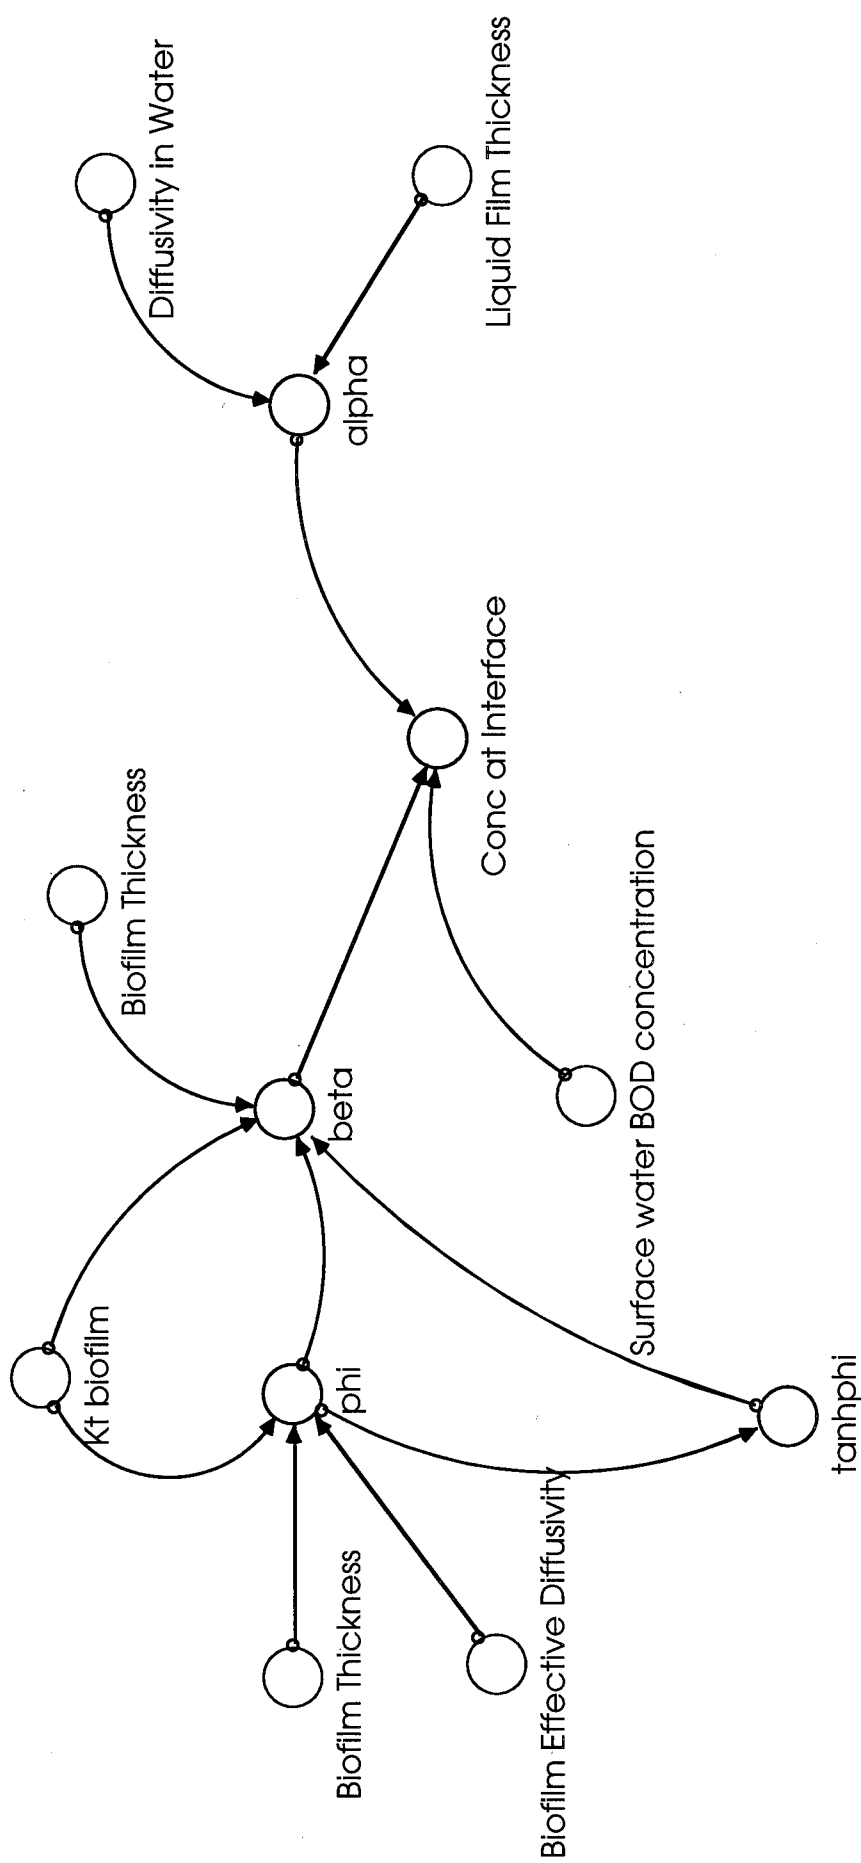 Kt biofilm
Biofilm Thickness
Diffusivity in Water
Biofilm Thickness
phi
beta
alpha
Biofilm Effective Diffusivity
Conc at Interface
Liquid Film Thickness
Surface water BOD concentration
tanhphi